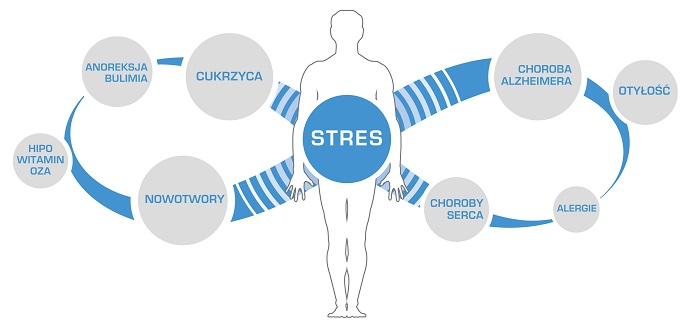 ANOREKSJA
BULIMIA
CUKRZYCA
HIPO
WITAMIN
OZA
NOWOTWORY
STRES
CHOROBA
ALZHEIMERA
OTYŁOŚĆ
CHOROBY
SERCA
ALERGIE